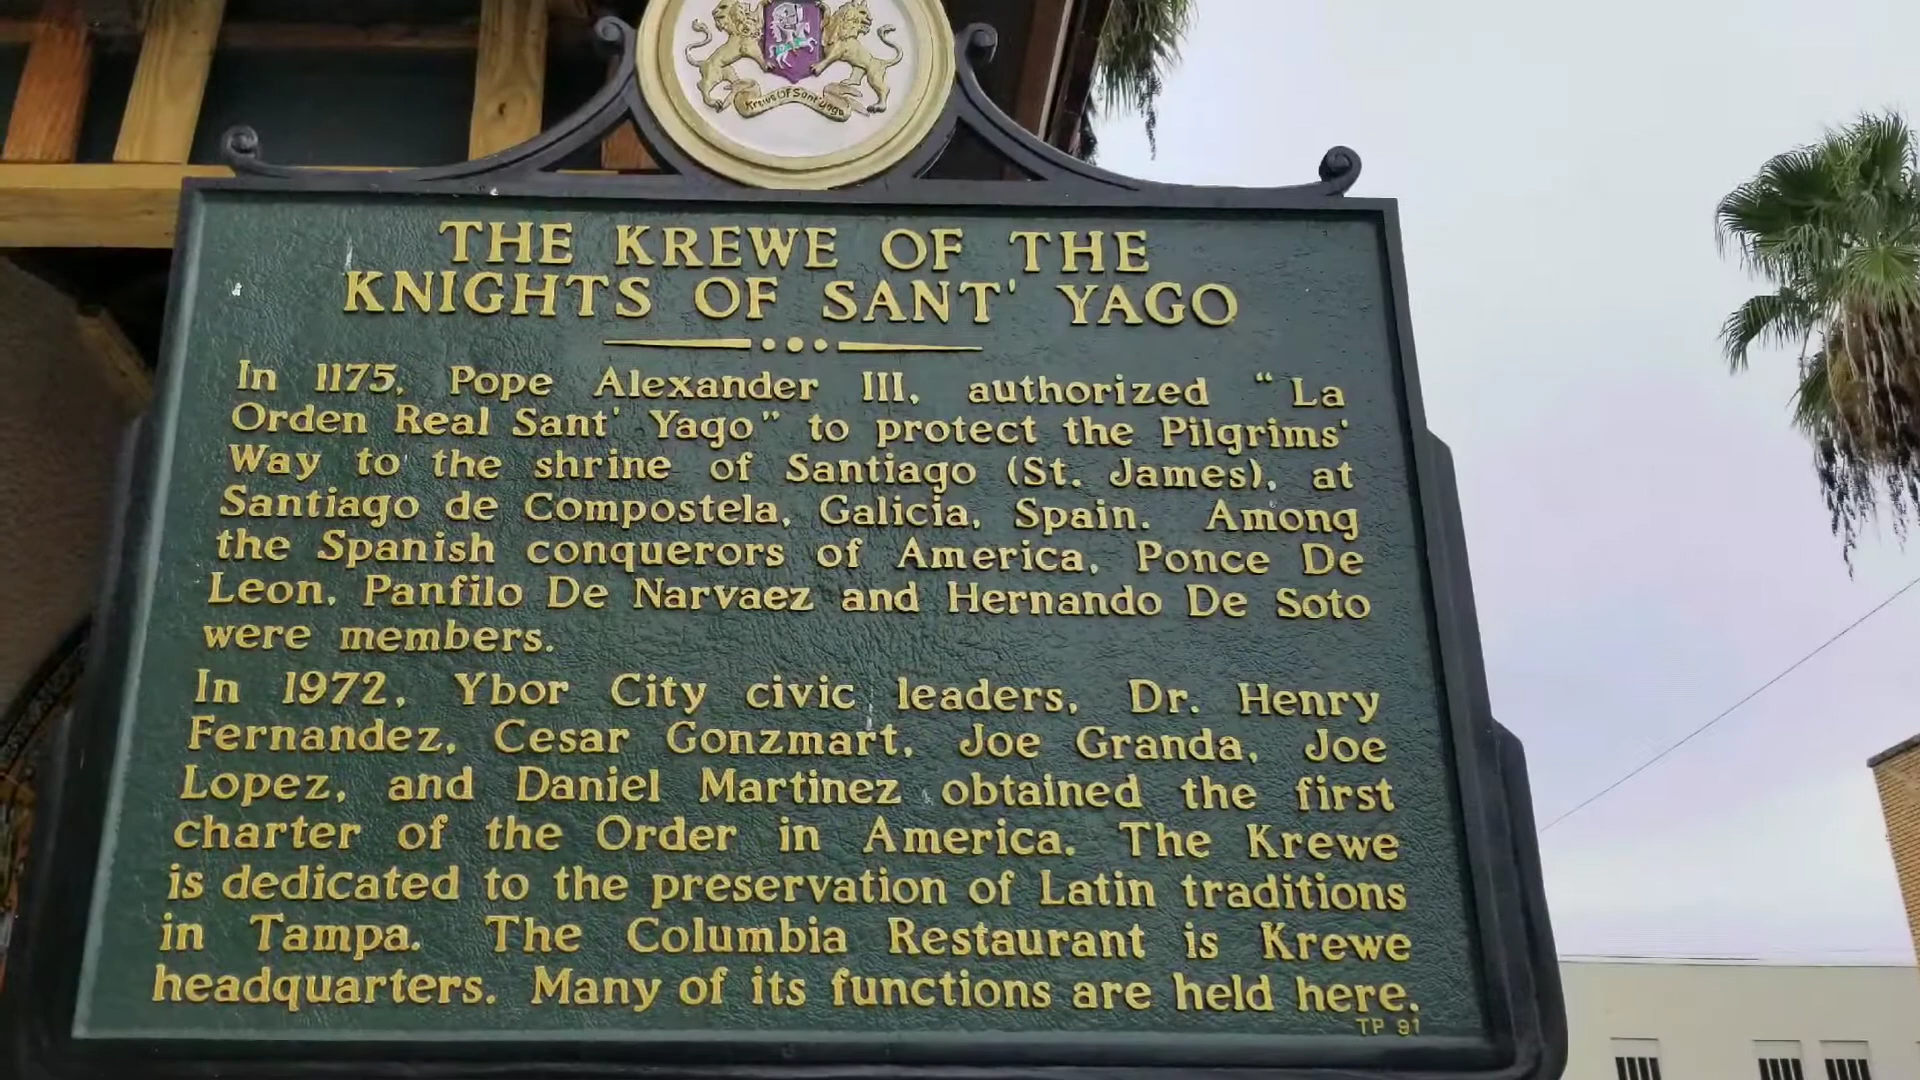 Krewe Of Sant' Yago
THE KREWE OF THE
KNIGHTS OF SANT' YAGO
In 1175, Pope Alexander III, authorized "La
Orden Real Sant' Yago" to protect the Pilgrims'
Way to the shrine of Santiago (St. James), at
Santiago de Compostela, Galicia, Spain. Among
the Spanish conquerors of America, Ponce De
Leon, Panfilo De Narvaez and Hernando De Soto
were members.
In 1972, Ybor City civic leaders, Dr. Henry
Fernandez, Cesar Gonzmart, Joe Granda, Joe
Lopez, and Daniel Martinez obtained the first
charter of the Order in America. The Krewe
is dedicated to the preservation of Latin traditions
in Tampa. The Columbia Restaurant is Krewe
headquarters. Many of its functions are held here.
TP 91